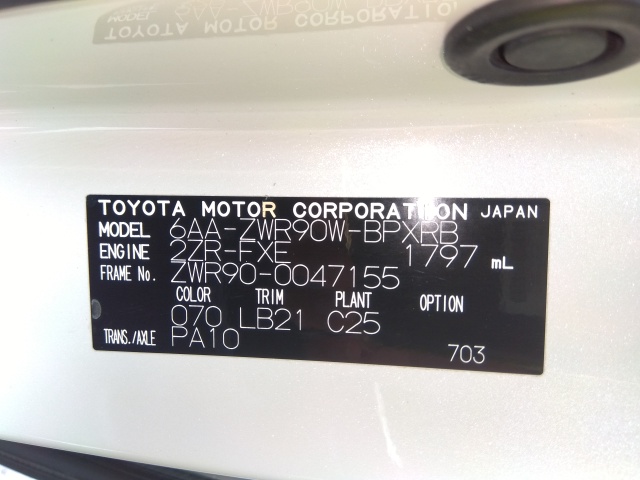 TOYOTA MOTOR CORPORATION JAPAN
MODEL 6AA-ZWR90W-BPXRB
ENGINE 2ZR-FXE 1797 mL
FRAME No. ZWR90-0047155
COLOR TRIM PLANT OPTION
070 LB21 C25
TRANS./AXLE PA10
703